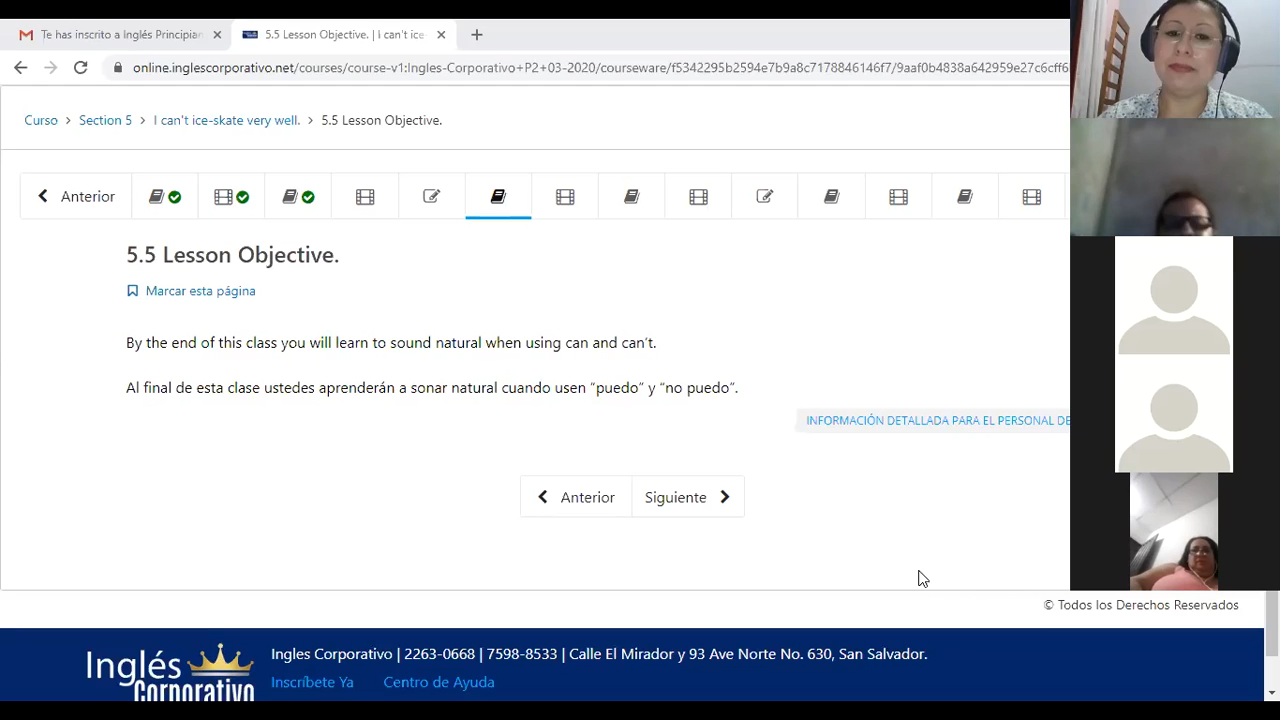 Te has inscrito a Inglés Principian
5.5 Lesson Objective. | I can't ice-
online.inglescorporativo.net/courses/course-v1:Ingles-Corporativo+P2+03-2020/courseware/f5342295b2594e7b9a8c7178846146f7/9aaf0b4838a642959e27c6cff6
Curso > Section 5 > I can't ice-skate very well. > 5.5 Lesson Objective.
Anterior
5.5 Lesson Objective.
Marcar esta página
By the end of this class you will learn to sound natural when using can and can't.
Al final de esta clase ustedes aprenderán a sonar natural cuando usen “puedo” y “no puedo”.
INFORMACIÓN DETALLADA PARA EL PERSONAL DE
Anterior Siguiente
© Todos los Derechos Reservados
Inglés Corporativo
Ingles Corporativo | 2263-0668 | 7598-8533 | Calle El Mirador y 93 Ave Norte No. 630, San Salvador.
Inscríbete Ya Centro de Ayuda